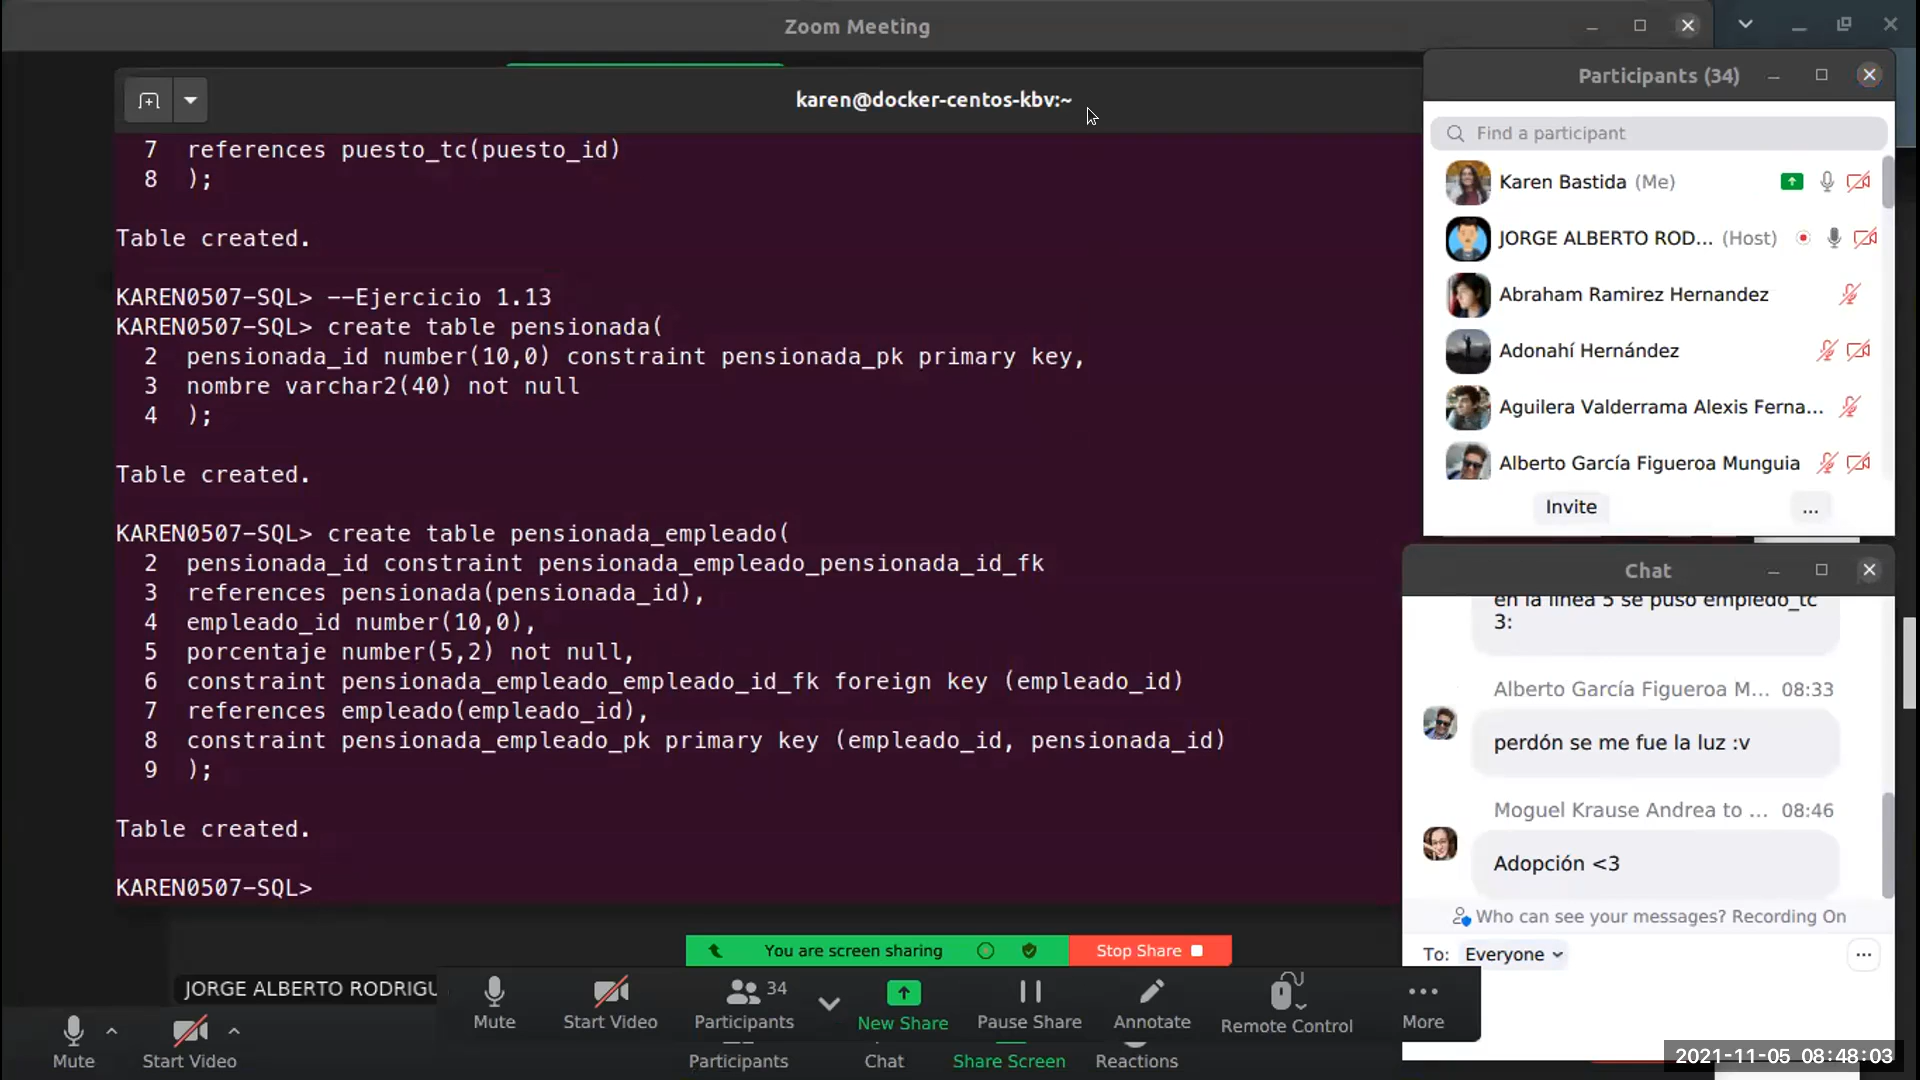 Zoom Meeting
karen@docker-centos-kbv:~
7 references puesto_tc(puesto_id)
8 );
Table created.
KAREN0507-SQL> --Ejercicio 1.13
KAREN0507-SQL> create table pensionada(
2 pensionada_id number(10,0) constraint pensionada_pk primary key,
3 nombre varchar2(40) not null
4 );
Table created.
KAREN0507-SQL> create table pensionada_empleado(
2 pensionada_id constraint pensionada_empleado_pensionada_id_fk
3 references pensionada(pensionada_id),
4 empleado_id number(10,0),
5 porcentaje number(5,2) not null,
6 constraint pensionada_empleado_empleado_id_fk foreign key (empleado_id)
7 references empleado(empleado_id),
8 constraint pensionada_empleado_pk primary key (empleado_id, pensionada_id)
9 );
Table created.
KAREN0507-SQL>
Participants (34)
Find a participant
Karen Bastida (Me)
JORGE ALBERTO ROD... (Host)
Abraham Ramirez Hernandez
Adonahí Hernández
Aguilera Valderrama Alexis Ferna...
Alberto García Figueroa Munguia
Invite
...
Chat
en la línea 5 se puso empledo_tc
3:
Alberto García Figueroa M... 08:33
perdón se me fue la luz :v
Moguel Krause Andrea to ... 08:46
Adopción <3
Who can see your messages? Recording On
To: Everyone
You are screen sharing
Stop Share
JORGE ALBERTO RODRIGU
34
Mute
Start Video
Participants
New Share
Pause Share
Annotate
Remote Control
More
Mute
Start Video
Participants
Chat
Share Screen
Reactions
2021-11-05 08:48:03